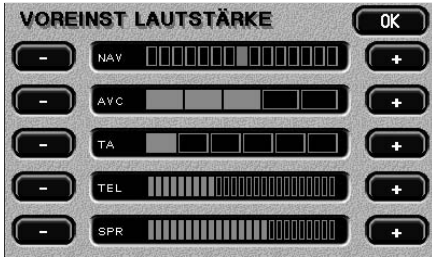 VOREINST LAUTSTÄRKE OK
- NAV +
- AVC +
- TA +
- TEL +
- SPR +